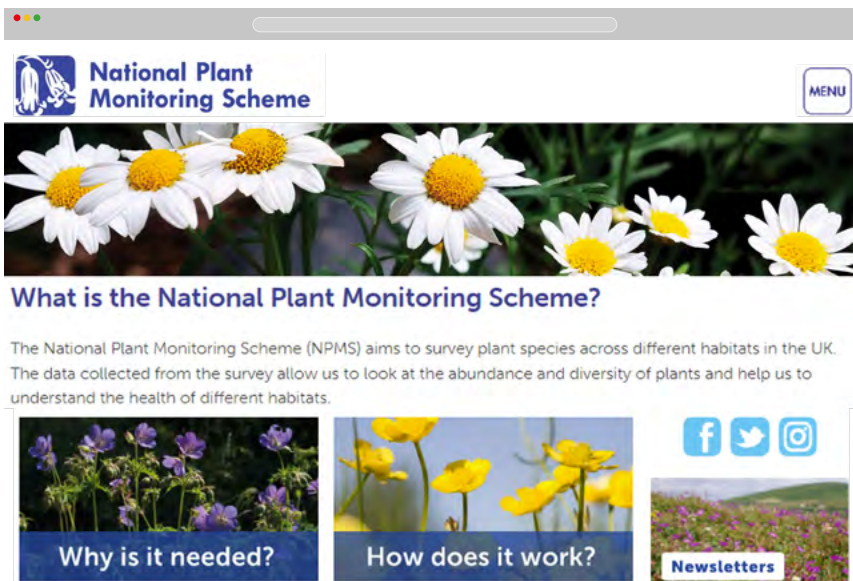 National Plant
Monitoring Scheme
MENU
What is the National Plant Monitoring Scheme?
The National Plant Monitoring Scheme (NPMS) aims to survey plant species across different habitats in the UK.
The data collected from the survey allow us to look at the abundance and diversity of plants and help us to
understand the health of different habitats.
Why is it needed?
How does it work?
Newsletters